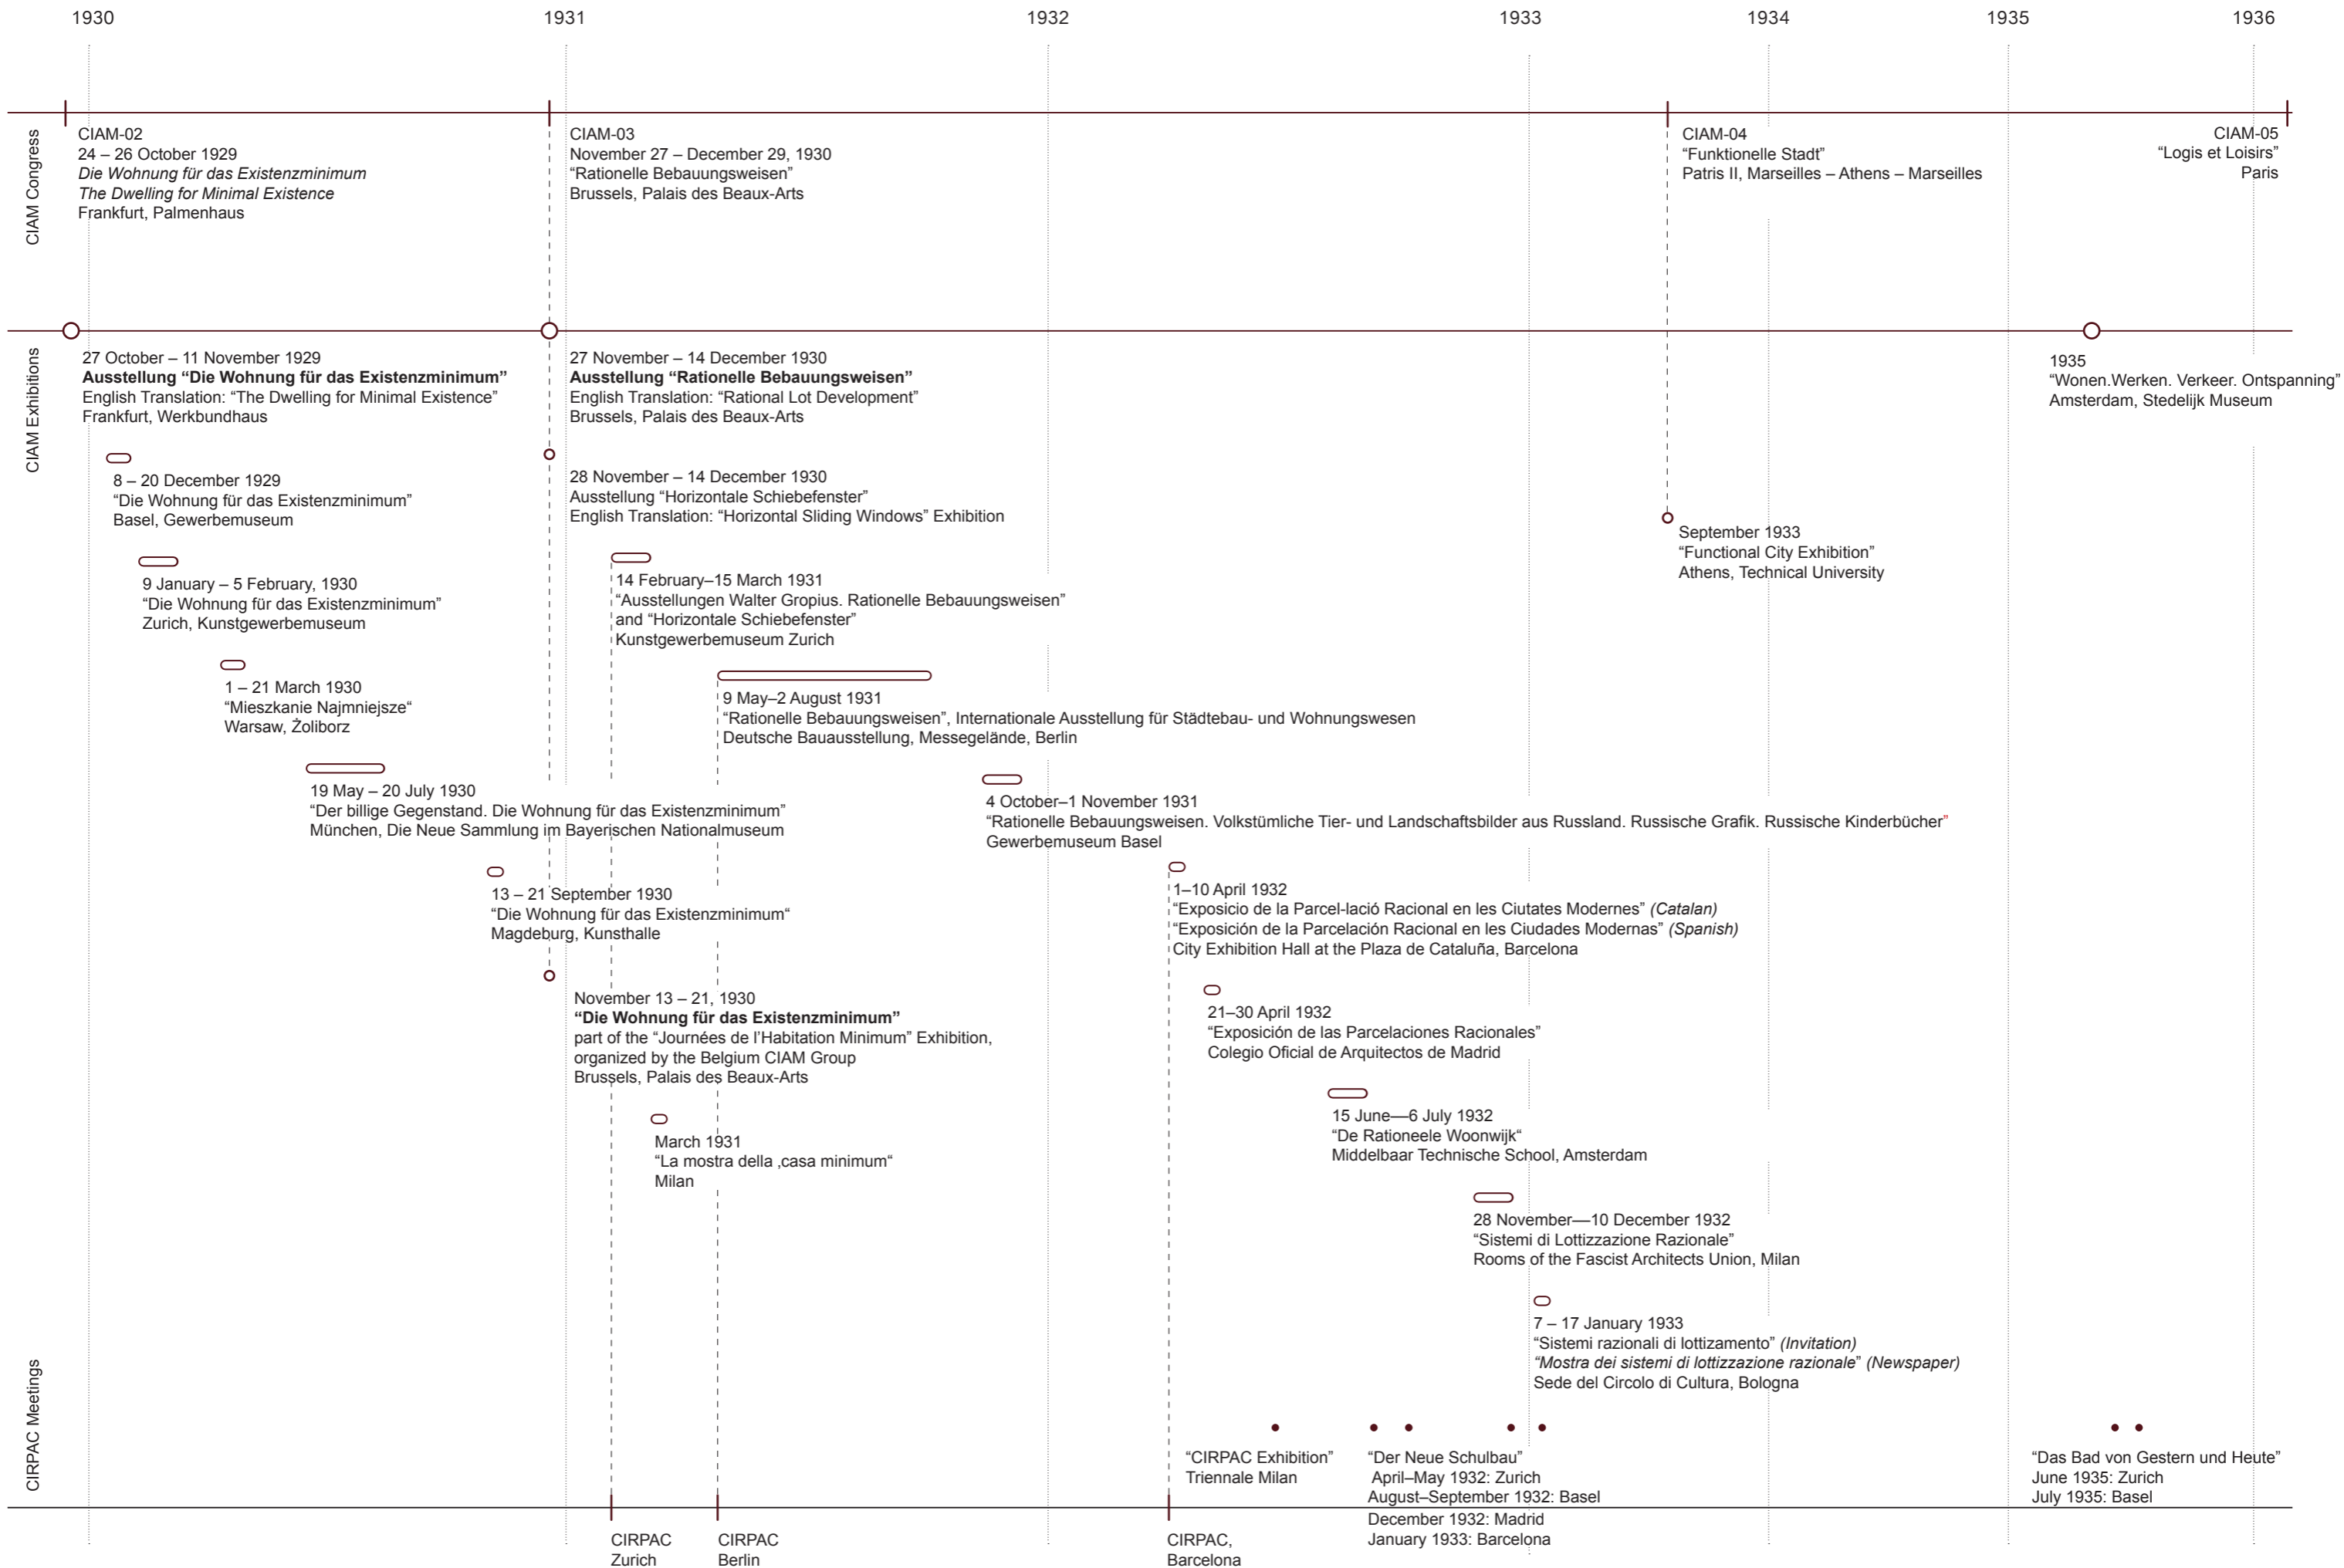 1930
1931
1932
1933
1934
1935
1936
CIAM Congress
CIAM-02
24 – 26 October 1929
Die Wohnung für das Existenzminimum
The Dwelling for Minimal Existence
Frankfurt, Palmenhaus
CIAM-03
November 27 – December 29, 1930
“Rationelle Bebauungsweisen”
Brussels, Palais des Beaux-Arts
CIAM-04
“Funktionelle Stadt”
Patris II, Marseilles – Athens – Marseilles
CIAM-05
“Logis et Loisirs”
Paris
CIAM Exhibitions
27 October – 11 November 1929
Ausstellung “Die Wohnung für das Existenzminimum”
English Translation: “The Dwelling for Minimal Existence”
Frankfurt, Werkbundhaus
8 – 20 December 1929
“Die Wohnung für das Existenzminimum”
Basel, Gewerbemuseum
9 January – 5 February, 1930
“Die Wohnung für das Existenzminimum”
Zurich, Kunstgewerbemuseum
1 – 21 March 1930
“Mieszkanie Najmniejsze“
Warsaw, Żoliborz
19 May – 20 July 1930
“Der billige Gegenstand. Die Wohnung für das Existenzminimum”
München, Die Neue Sammlung im Bayerischen Nationalmuseum
13 – 21 September 1930
“Die Wohnung für das Existenzminimum“
Magdeburg, Kunsthalle
27 November – 14 December 1930
Ausstellung “Rationelle Bebauungsweisen”
English Translation: “Rational Lot Development”
Brussels, Palais des Beaux-Arts
28 November – 14 December 1930
Ausstellung “Horizontale Schiebefenster”
English Translation: “Horizontal Sliding Windows” Exhibition
14 February–15 March 1931
“Ausstellungen Walter Gropius. Rationelle Bebauungsweisen”
and “Horizontale Schiebefenster”
Kunstgewerbemuseum Zurich
9 May–2 August 1931
“Rationelle Bebauungsweisen”, Internationale Ausstellung für Städtebau- und Wohnungswesen
Deutsche Bauausstellung, Messegelände, Berlin
4 October–1 November 1931
“Rationelle Bebauungsweisen. Volkstümliche Tier- und Landschaftsbilder aus Russland. Russische Grafik. Russische Kinderbücher”
Gewerbemuseum Basel
November 13 – 21, 1930
“Die Wohnung für das Existenzminimum”
part of the “Journées de l’Habitation Minimum” Exhibition,
organized by the Belgium CIAM Group
Brussels, Palais des Beaux-Arts
March 1931
“La mostra della ‚casa minimum“
Milan
1–10 April 1932
“Exposicio de la Parcel-lació Racional en les Ciutates Modernes” (Catalan)
“Exposición de la Parcelación Racional en les Ciudades Modernas” (Spanish)
City Exhibition Hall at the Plaza de Cataluña, Barcelona
21–30 April 1932
“Exposición de las Parcelaciones Racionales”
Colegio Oficial de Arquitectos de Madrid
15 June—6 July 1932
“De Rationeele Woonwijk“
Middelbaar Technische School, Amsterdam
28 November—10 December 1932
“Sistemi di Lottizzazione Razionale”
Rooms of the Fascist Architects Union, Milan
7 – 17 January 1933
“Sistemi razionali di lottizamento” (Invitation)
“Mostra dei sistemi di lottizzazione razionale” (Newspaper)
Sede del Circolo di Cultura, Bologna
September 1933
“Functional City Exhibition”
Athens, Technical University
1935
“Wonen.Werken. Verkeer. Ontspanning”
Amsterdam, Stedelijk Museum
CIRPAC Meetings
“CIRPAC Exhibition”
Triennale Milan
“Der Neue Schulbau”
April–May 1932: Zurich
August–September 1932: Basel
December 1932: Madrid
January 1933: Barcelona
“Das Bad von Gestern und Heute”
June 1935: Zurich
July 1935: Basel
CIRPAC
Zurich
CIRPAC
Berlin
CIRPAC,
Barcelona